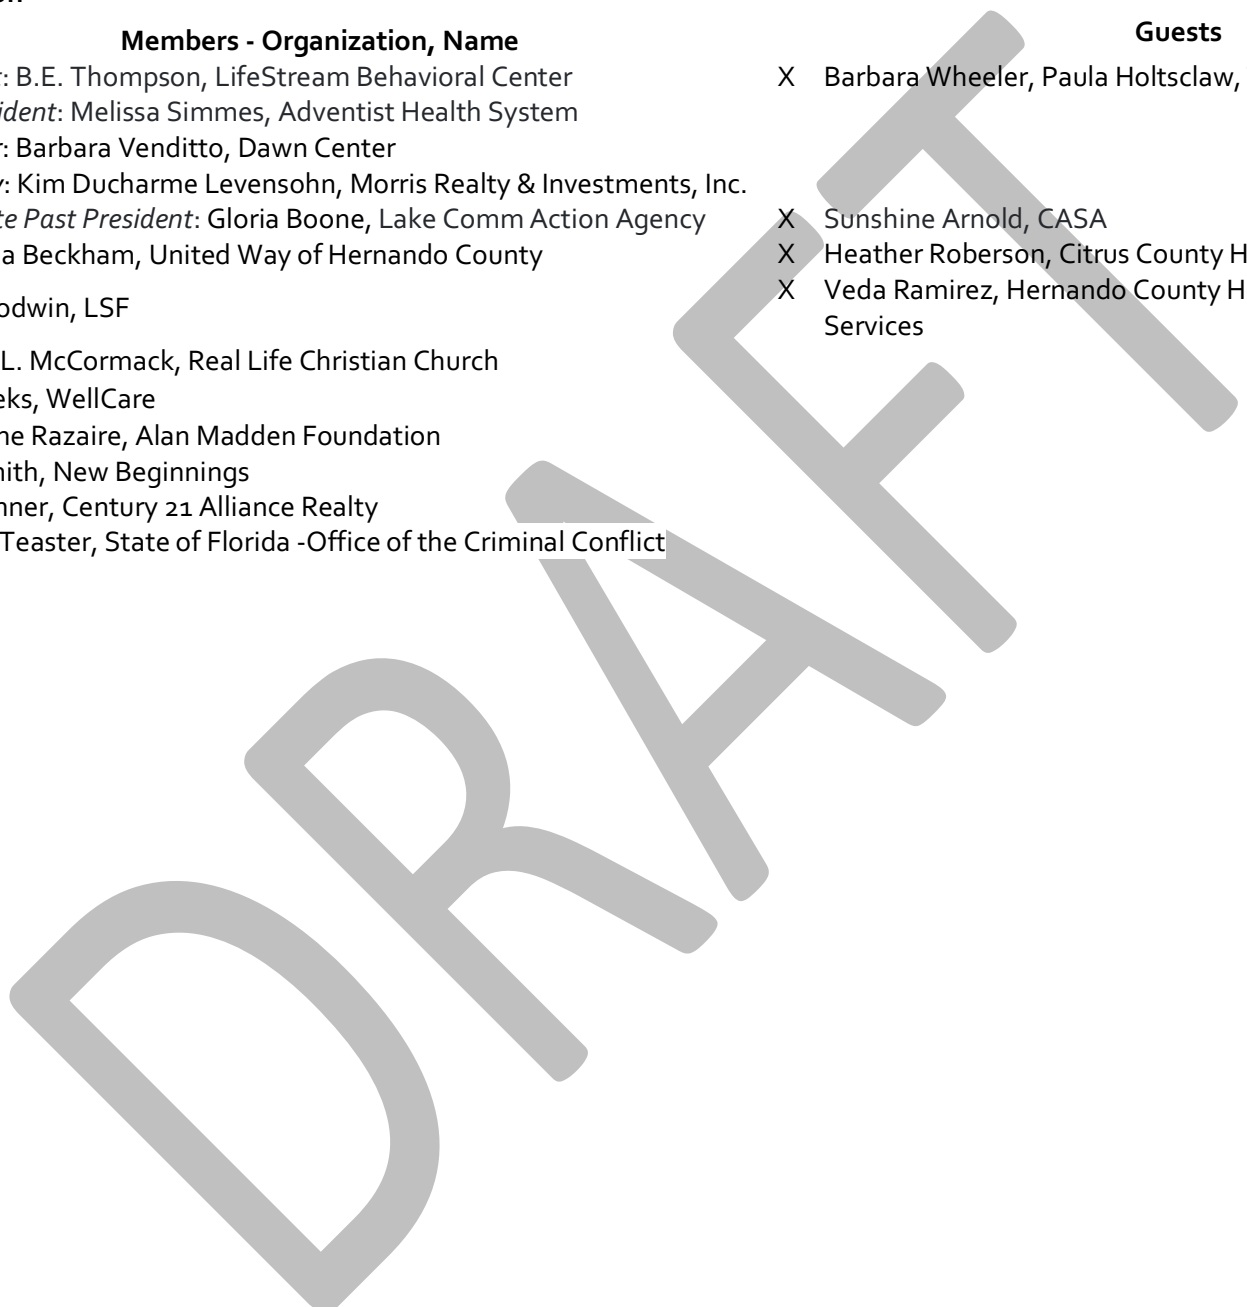 Members - Organization, Name
: B.E. Thompson, LifeStream Behavioral Center
ident: Melissa Simmes, Adventist Health System
r: Barbara Venditto, Dawn Center
y: Kim Ducharme Levensohn, Morris Realty & Investments, Inc.
te Past President: Gloria Boone, Lake Comm Action Agency
a Beckham, United Way of Hernando County
odwin, LSF
L. McCormack, Real Life Christian Church
eks, WellCare
ne Razaire, Alan Madden Foundation
mith, New Beginnings
nner, Century 21 Alliance Realty
Teaster, State of Florida -Office of the Criminal Conflict
Guests
X Barbara Wheeler, Paula Holtsclaw,
X Sunshine Arnold, CASA
X Heather Roberson, Citrus County H
X Veda Ramirez, Hernando County H
Services
DRAFT